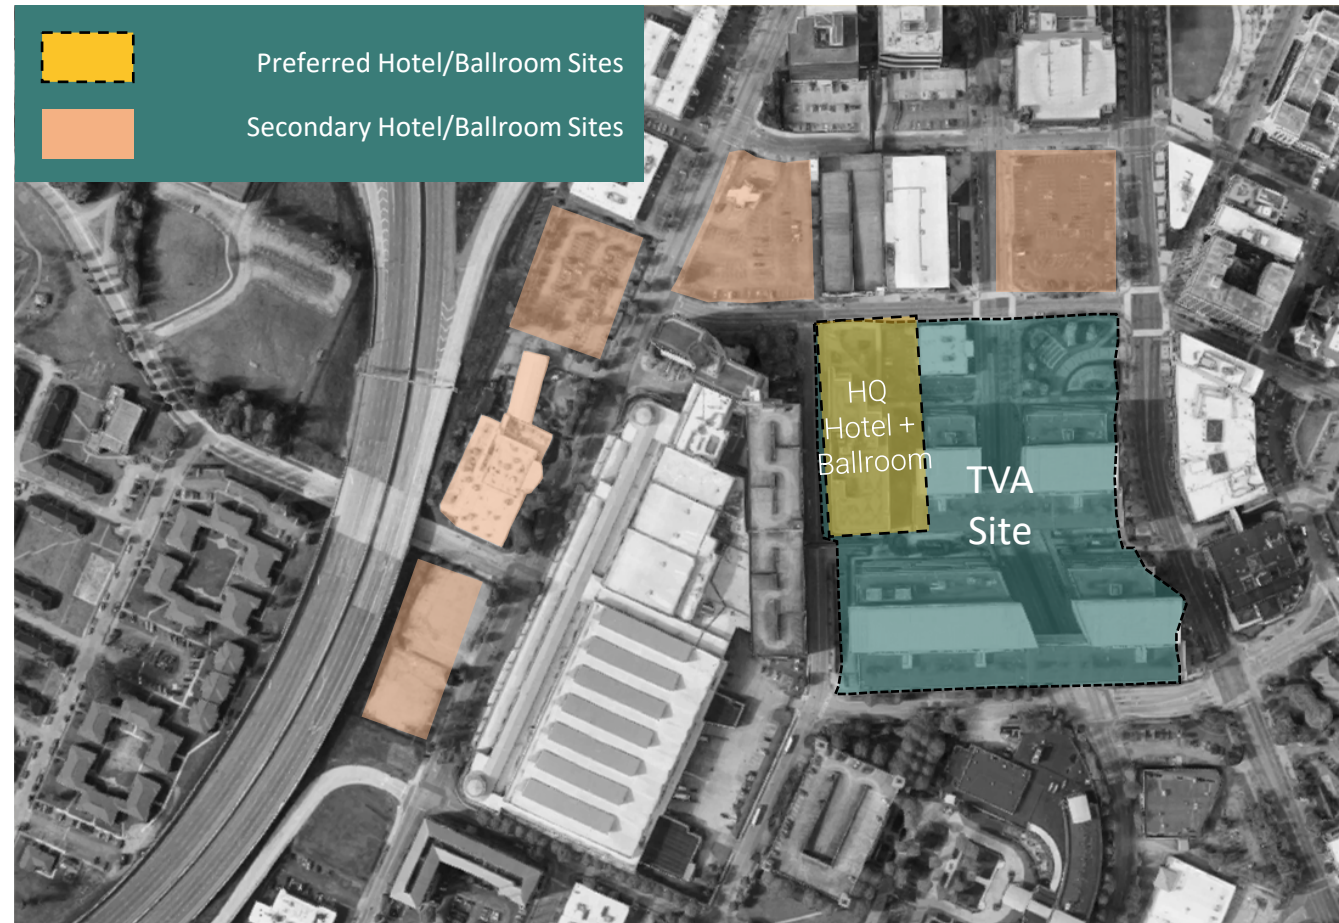 Preferred Hotel/Ballroom Sites
Secondary Hotel/Ballroom Sites
HQ
Hotel +
Ballroom
TVA
Site